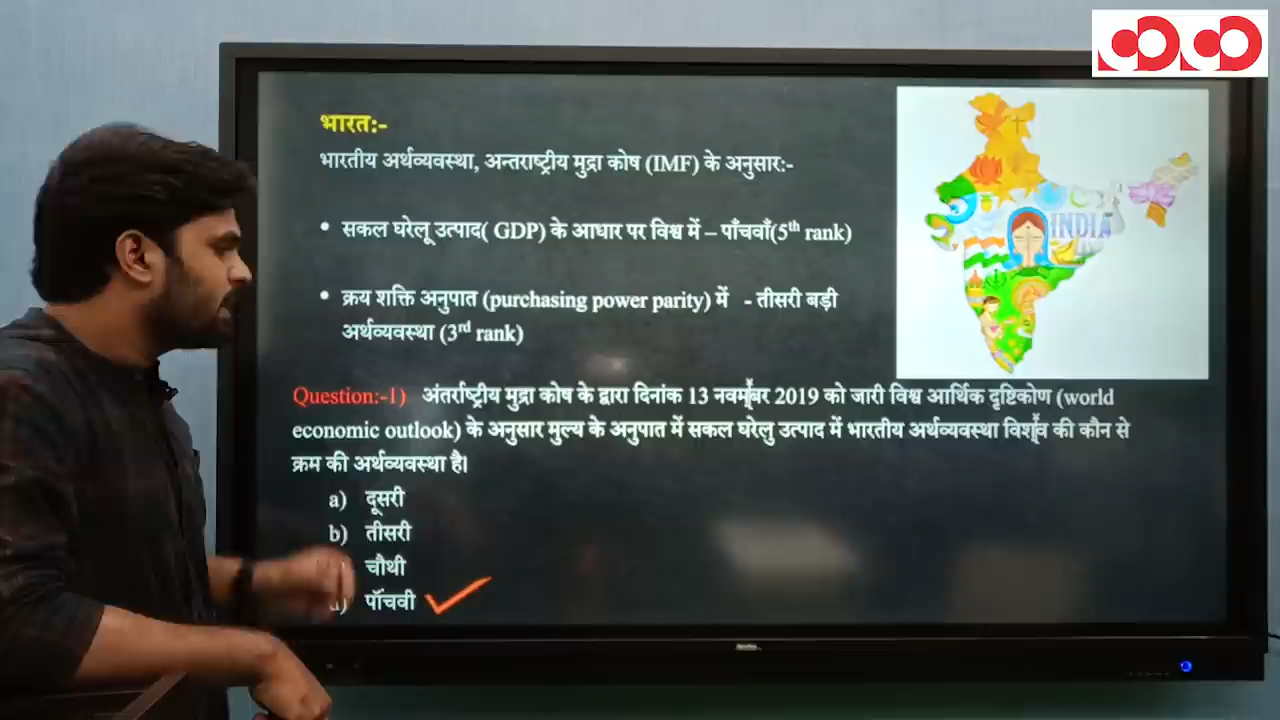 भारतः-
भारतीय अर्थव्यवस्था, अन्तराष्ट्रीय मुद्रा कोष (IMF) के अनुसारः-
• सकल घरेलू उत्पाद( GDP) के आधार पर विश्व में – पाँचवाँ(5th rank)
• क्रय शक्ति अनुपात (purchasing power parity) में - तीसरी बड़ी
अर्थव्यवस्था (3rd rank)
INDIA
Question:-1) अंतर्राष्ट्रीय मुद्रा कोष के द्वारा दिनांक 13 नवम्बर 2019 को जारी विश्व आर्थिक दृष्टिकोण (world
economic outlook) के अनुसार मुल्य के अनुपात में सकल घरेलु उत्पाद में भारतीय अर्थव्यवस्था विश्व की कौन से
क्रम की अर्थव्यवस्था है।
a) दूसरी
b) तीसरी
चौथी
पॉचवी